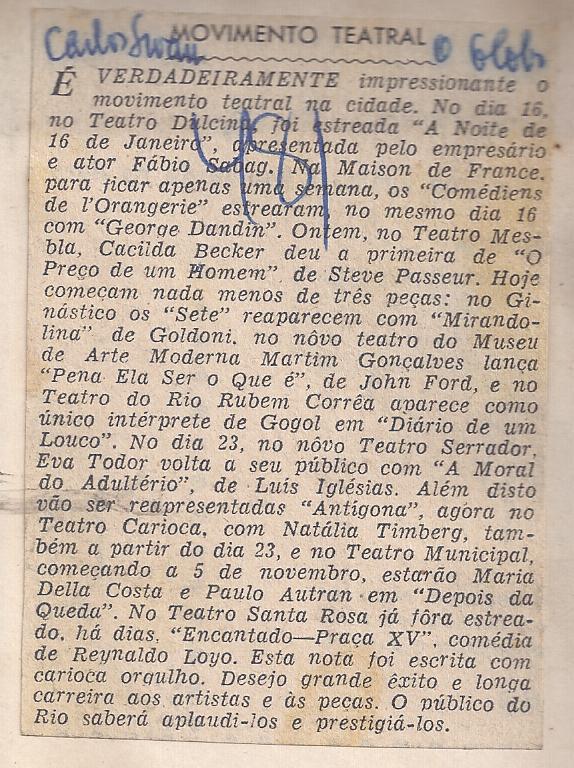 Carlos Swann MOVIMENTO TEATRAL O Globo
É VERDADEIRAMENTE impressionante o
movimento teatral na cidade. No dia 16,
no Teatro Dulcina, foi estreada “A Noite de
16 de Janeiro”, apresentada pelo empresário
e ator Fábio Sabag. Na Maison de France,
para ficar apenas uma semana, os “Comédiens
de l'Orangerie” estrearam, no mesmo dia 16
com “George Dandin”. Ontem, no Teatro Mes-
bla, Cacilda Becker deu a primeira de “O
Preço de um Homem”, de Steve Passeur. Hoje
começam nada menos de três peças: no Gi-
nástico os “Sete” reaparecem com “Mirando-
lina” de Goldoni, no nôvo teatro do Museu
de Arte Moderna Martim Gonçalves lança
“Pena Ela Ser o Que é”, de John Ford, e no
Teatro do Rio Rubem Corrêa aparece como
único intérprete de Gogol em “Diário de um
Louco”. No dia 23, no nôvo Teatro Serrador,
Eva Todor volta a seu público com “A Moral
do Adultério”, de Luís Iglésias. Além disto
vão ser reapresentadas “Antígona”, agora no
Teatro Carioca, com Natália Timberg, tam-
bém a partir do dia 23, e no Teatro Municipal,
começando a 5 de novembro, estarão Maria
Della Costa e Paulo Autran em “Depois da
Queda”. No Teatro Santa Rosa já fôra estrea-
do, há dias, “Encantado—Praça XV”, comédia
de Reynaldo Loyo. Esta nota foi escrita com
carioca orgulho. Desejo grande êxito e longa
carreira aos artistas e às peças. O público do
Rio saberá aplaudi-los e prestigiá-los.